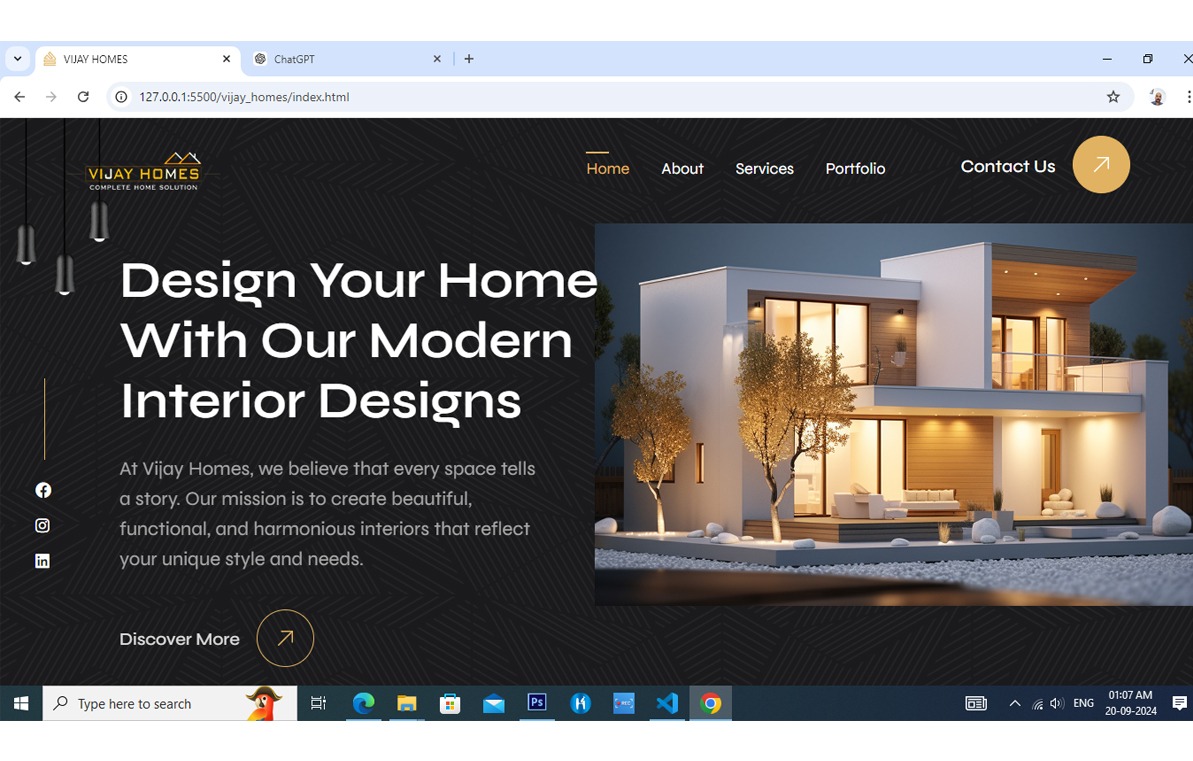 VIJAY HOMES
ChatGPT
127.0.0.1:5500/vijay_homes/index.html
VIJAY HOMES
COMPLETE HOME SOLUTION
Home About Services Portfolio Contact Us
Design Your Home
With Our Modern
Interior Designs
At Vijay Homes, we believe that every space tells
a story. Our mission is to create beautiful,
functional, and harmonious interiors that reflect
your unique style and needs.
Discover More
Type here to search
Ps
ENG
01:07 AM
20-09-2024